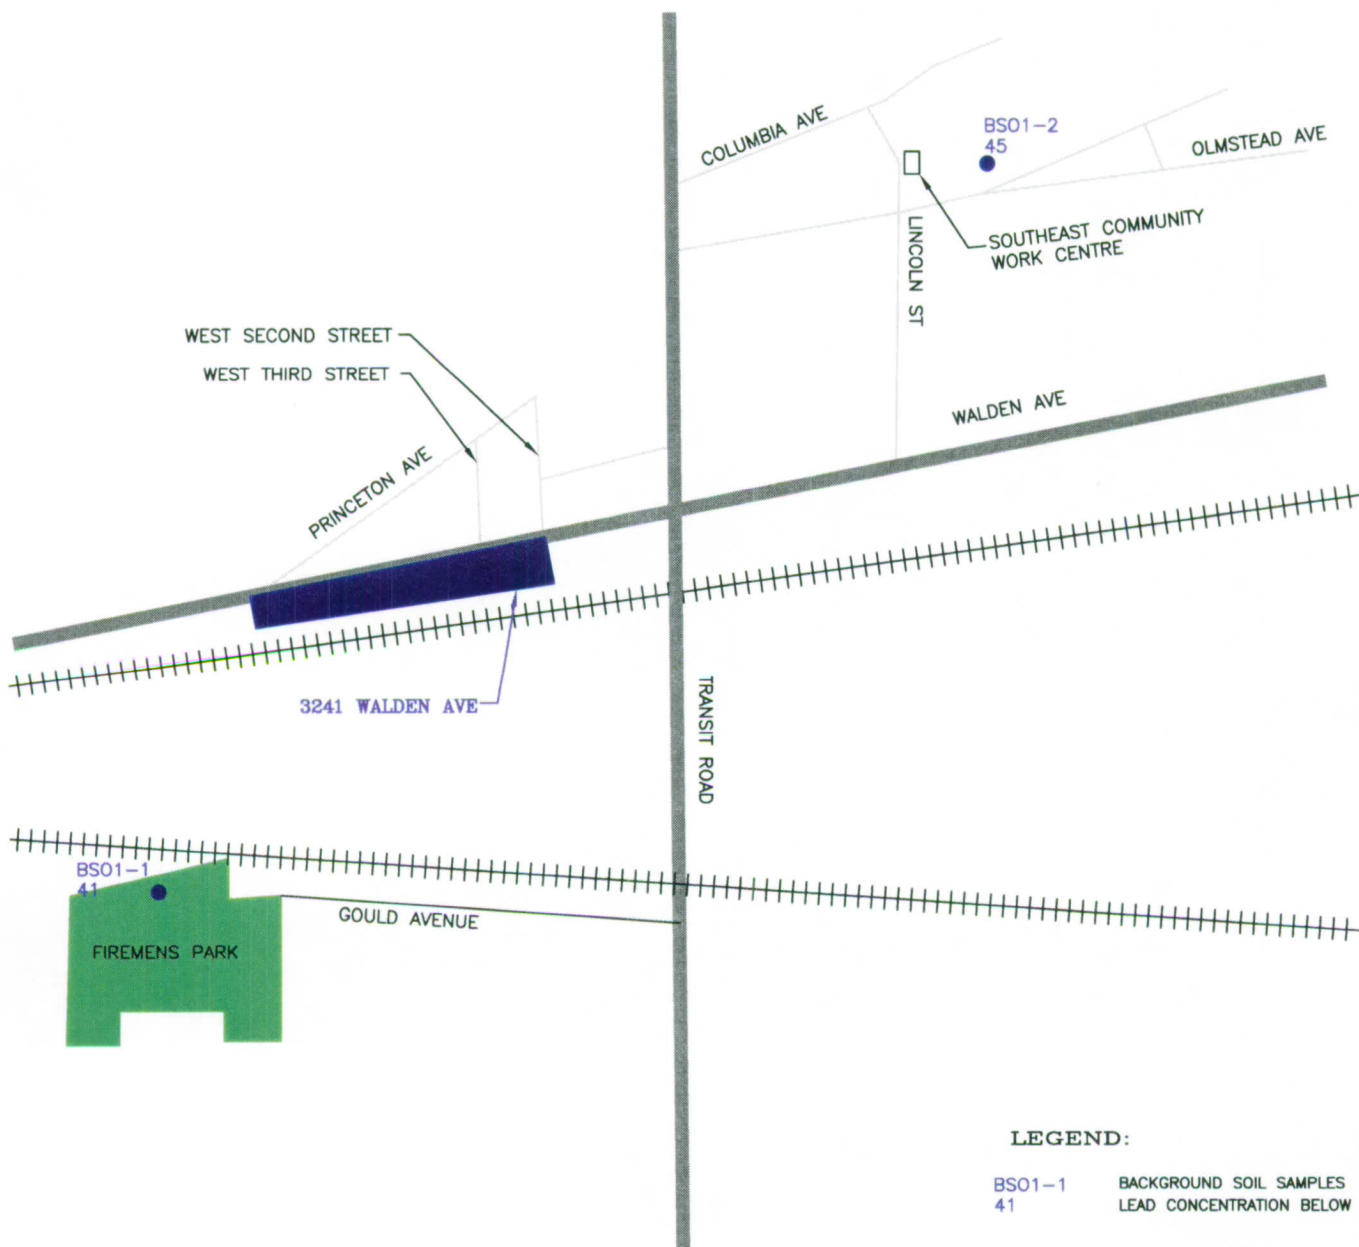 COLUMBIA AVE
BS01-2
45
OLMSTEAD AVE
SOUTHEAST COMMUNITY
WORK CENTRE
LINCOLN ST
WEST SECOND STREET
WEST THIRD STREET
WALDEN AVE
PRINCETON AVE
3241 WALDEN AVE
TRANSIT ROAD
BS01-1
41
GOULD AVENUE
FIREMENS PARK
LEGEND:
BS01-1 BACKGROUND SOIL SAMPLES
41 LEAD CONCENTRATION BELOW